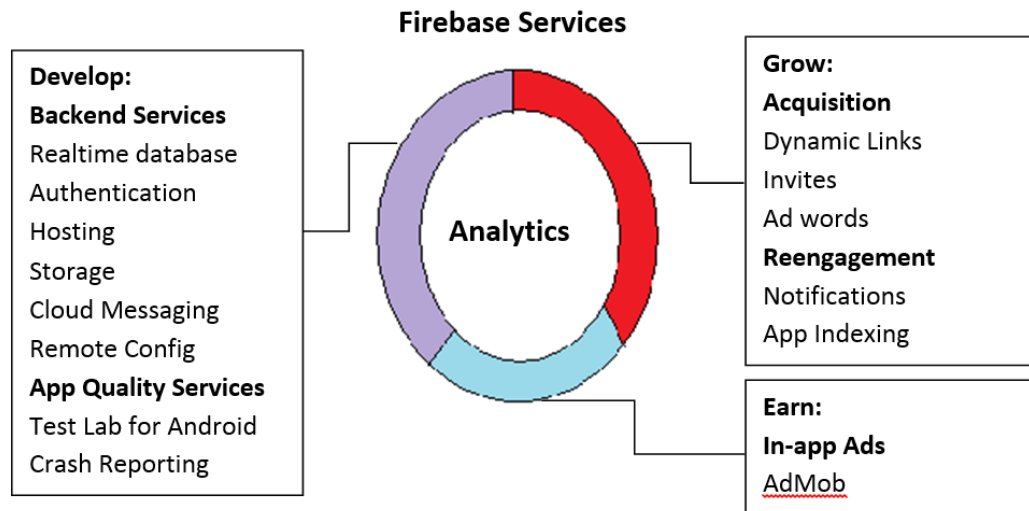 Firebase Services
Develop:
Backend Services
Realtime database
Authentication
Hosting
Storage
Cloud Messaging
Remote Config
App Quality Services
Test Lab for Android
Crash Reporting
Analytics
Grow:
Acquisition
Dynamic Links
Invites
Ad words
Reengagement
Notifications
App Indexing
Earn:
In-app Ads
AdMob